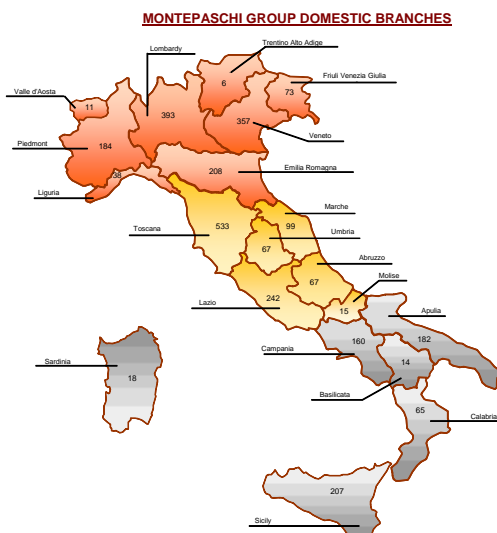 MONTEPASCHI GROUP DOMESTIC BRANCHES
Trentino Alto Adige
Lombardy
Friuli Venezia Giulia
6
73
Valle d'Aosta
11
393
357
Veneto
Piedmont
184
Emilia Romagna
208
38
Liguria
Marche
99
Toscana
533
Umbria
67
Abruzzo
67
Molise
Lazio
242
15
Apulia
182
Campania
160
Sardinia
18
14
Basilicata
65
Calabria
207
Sicily